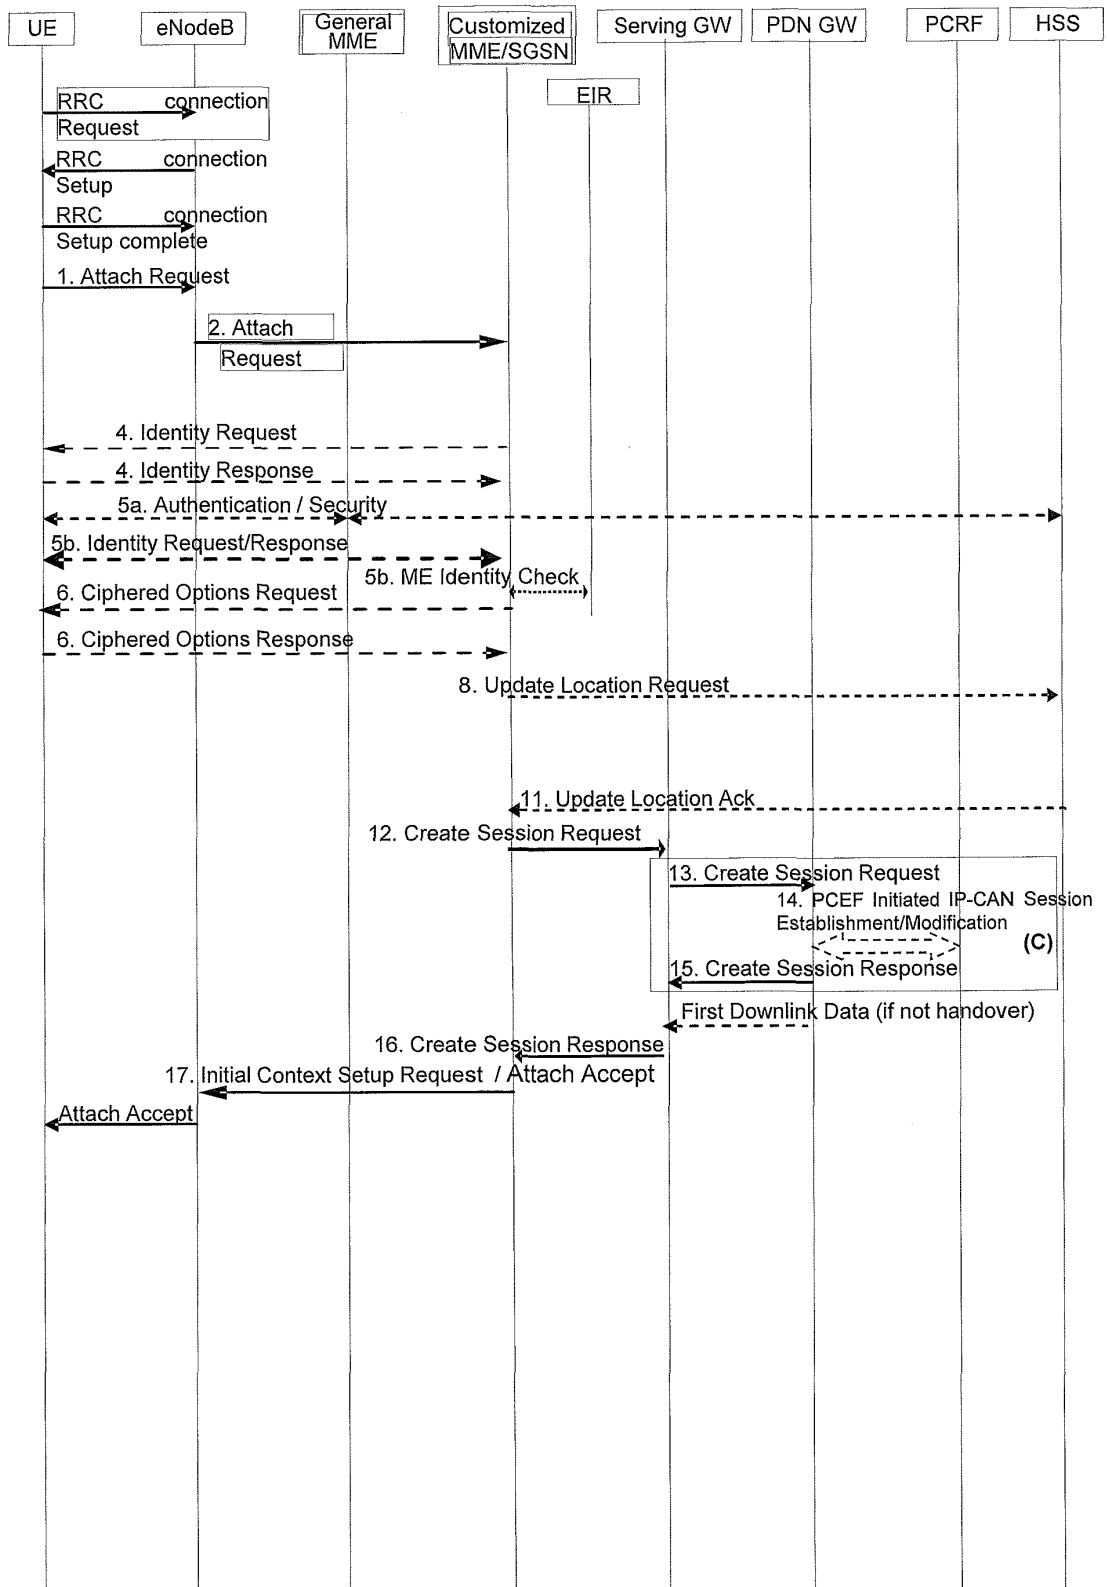 UE
eNodeB
General
MME
Customized
MME/SGSN
Serving GW
PDN GW
PCRF
HSS
EIR
RRC connection
Request
RRC connection
Setup
RRC connection
Setup complete
1. Attach Request
2. Attach
Request
4. Identity Request
4. Identity Response
5a. Authentication / Security
5b. Identity Request/Response
5b. ME Identity Check
6. Ciphered Options Request
6. Ciphered Options Response
8. Update Location Request
11. Update Location Ack
12. Create Session Request
13. Create Session Request
14. PCEF Initiated IP-CAN Session
Establishment/Modification
(C)
15. Create Session Response
First Downlink Data (if not handover)
16. Create Session Response
17. Initial Context Setup Request / Attach Accept
Attach Accept